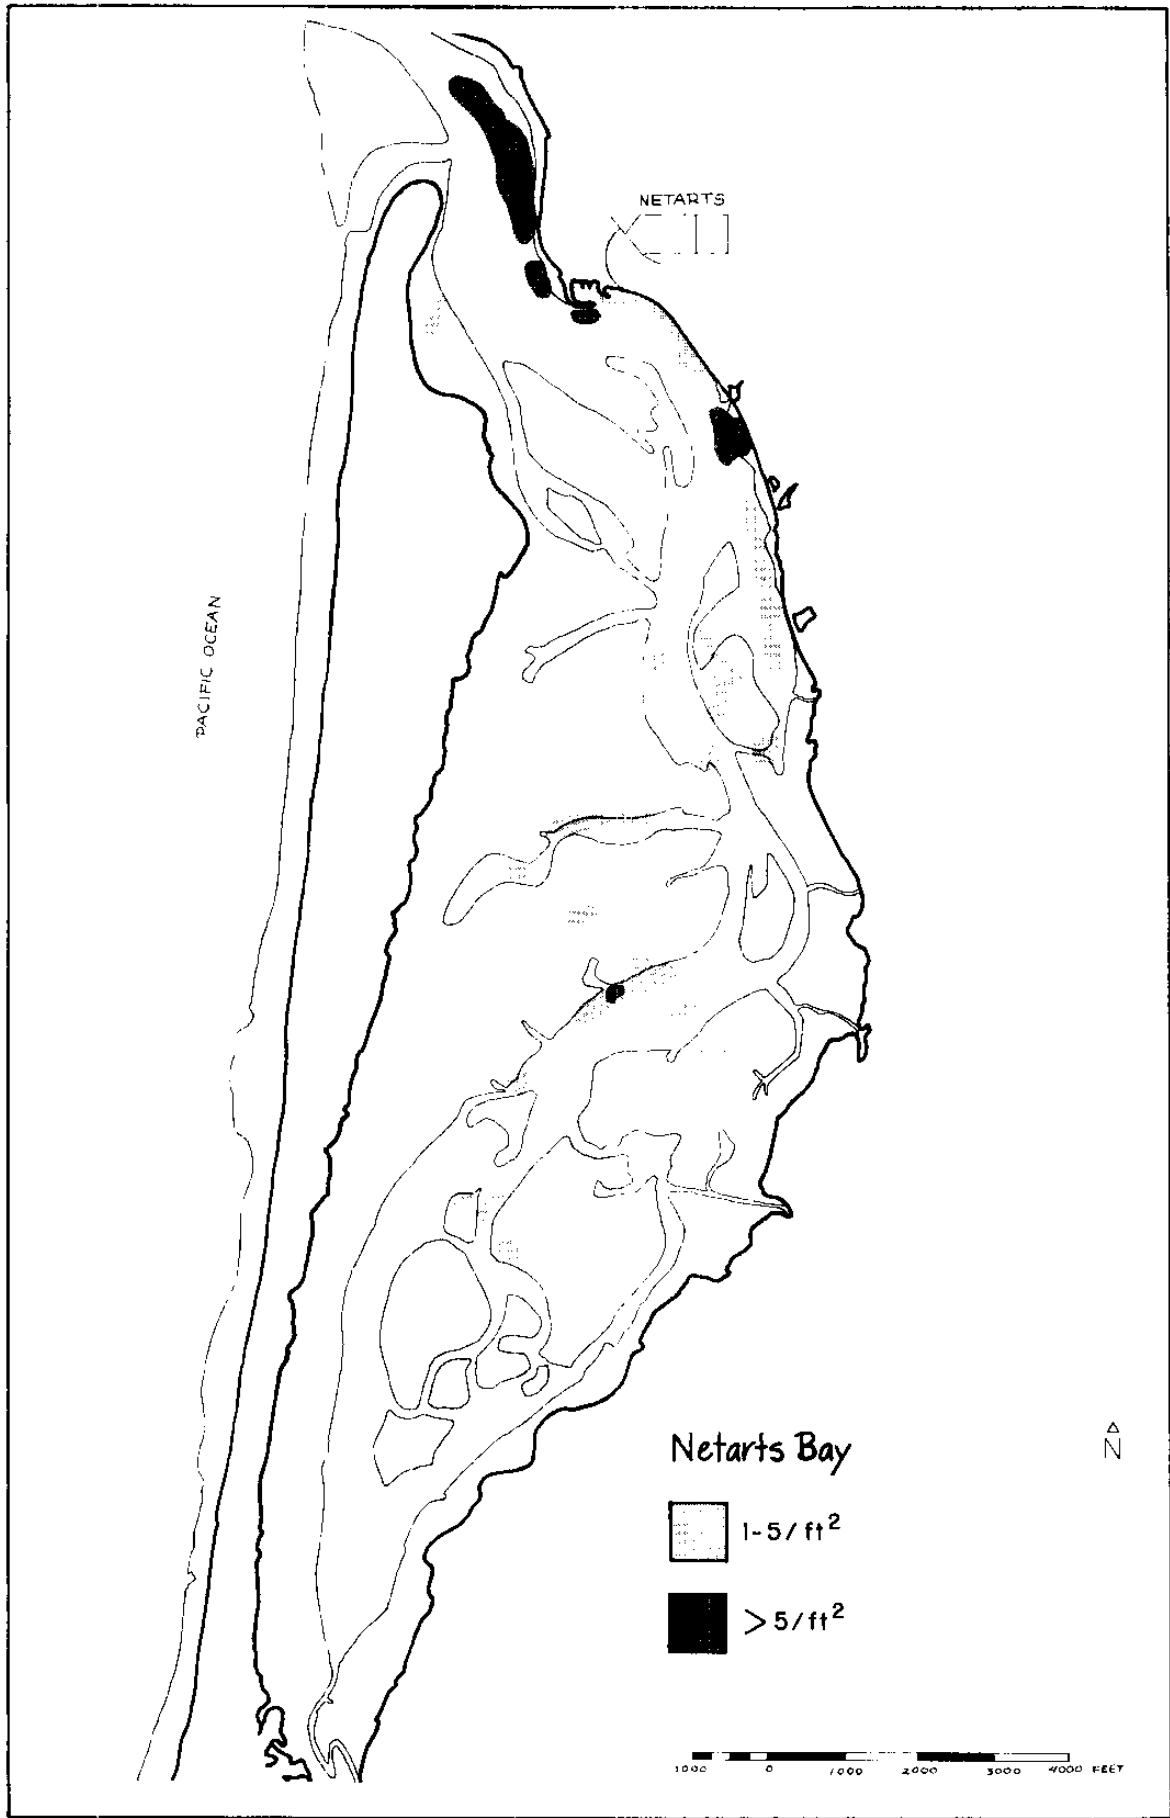 NETARTS
PACIFIC OCEAN
Netarts Bay
N
1-5/ft²
>5/ft²
1000 0 1000 2000 3000 4000 FEET